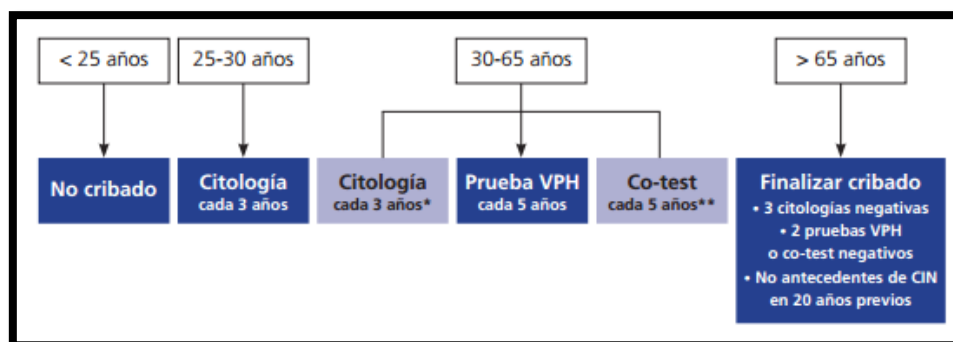 < 25 años
25-30 años
30-65 años
> 65 años
No cribado
Citología
cada 3 años
Citología
cada 3 años*
Prueba VPH
cada 5 años
Co-test
cada 5 años**
Finalizar cribado
• 3 citologías negativas
• 2 pruebas VPH
o co-test negativos
• No antecedentes de CIN
en 20 años previos